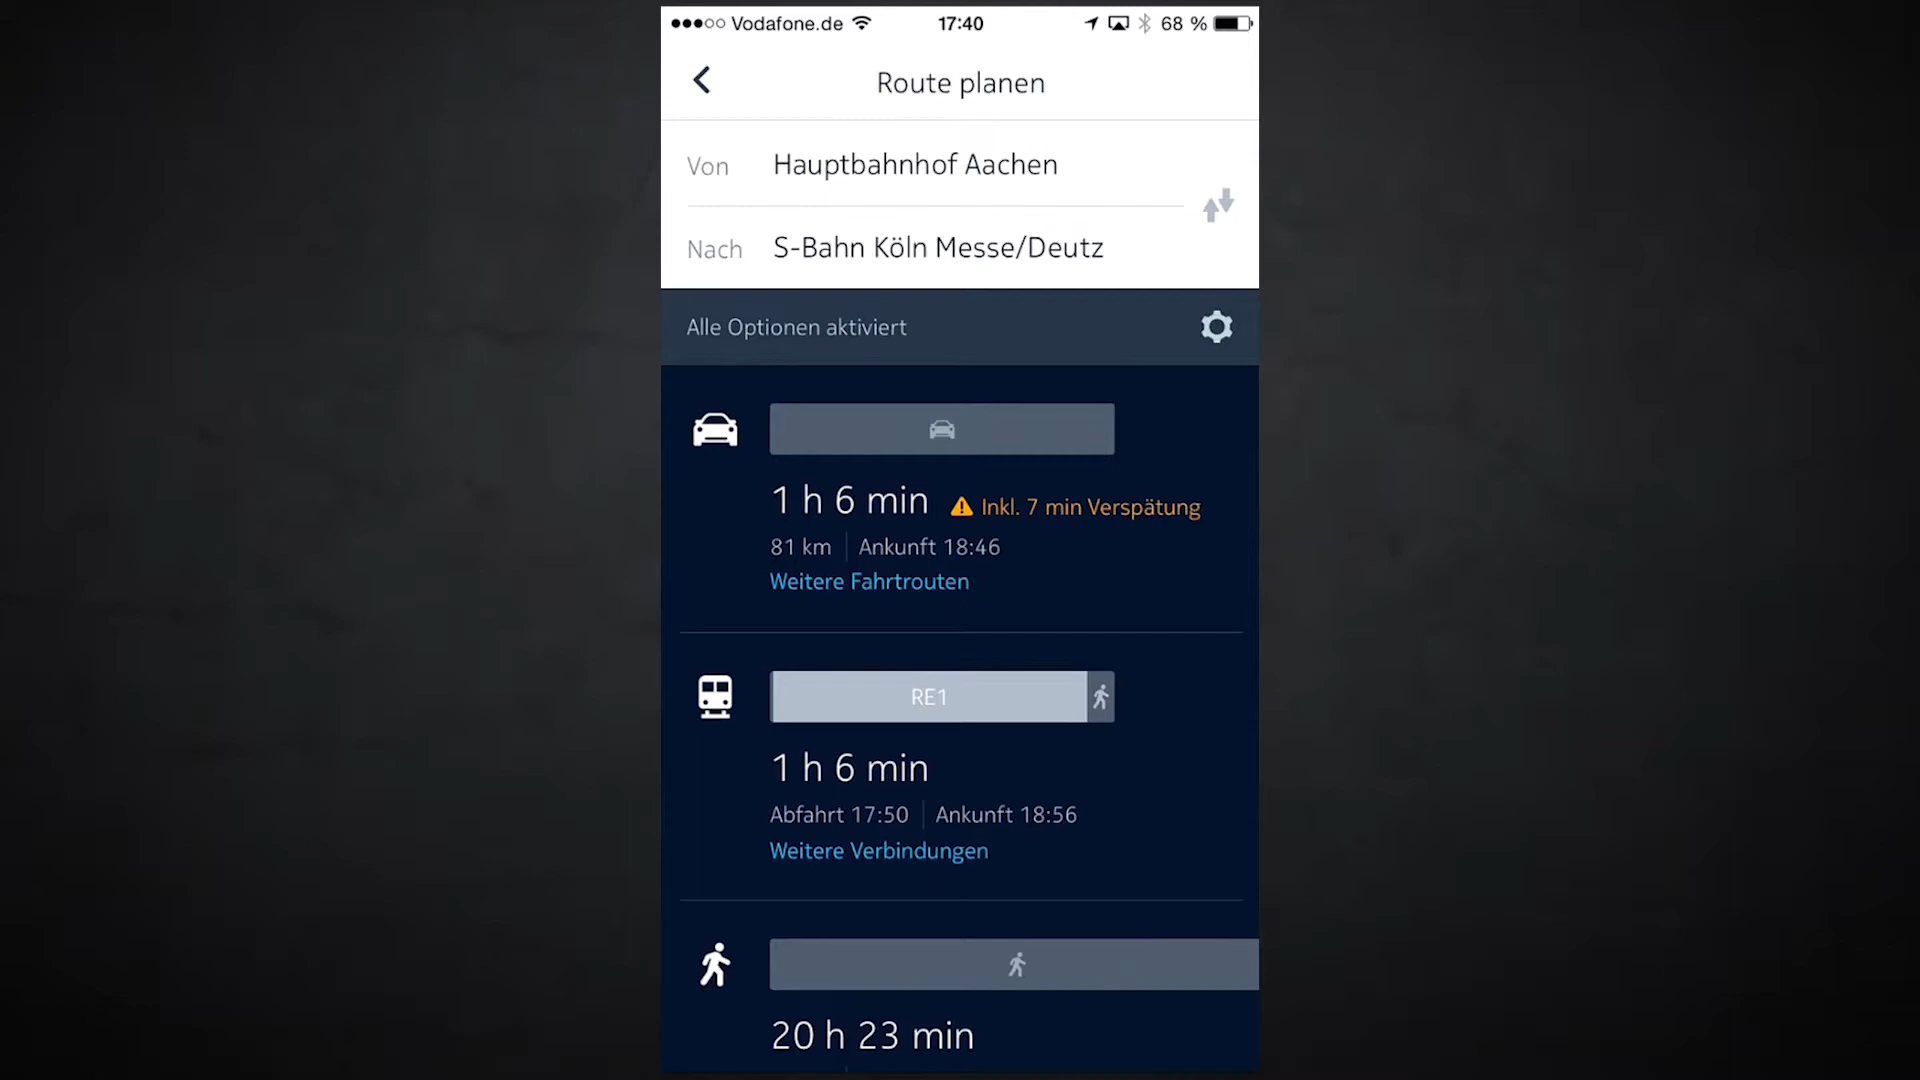 Vodafone.de 17:40 68 %
Route planen
Von Hauptbahnhof Aachen
Nach S-Bahn Köln Messe/Deutz
Alle Optionen aktiviert
1 h 6 min Inkl. 7 min Verspätung
81 km Ankunft 18:46
Weitere Fahrtrouten
RE1
1 h 6 min
Abfahrt 17:50 Ankunft 18:56
Weitere Verbindungen
20 h 23 min